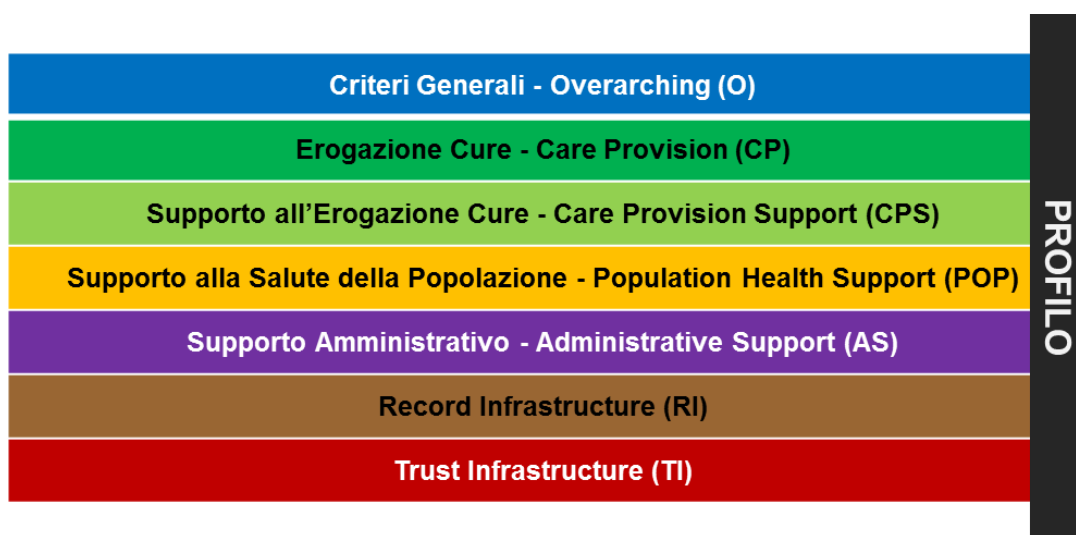 Criteri Generali - Overarching (O)
Erogazione Cure - Care Provision (CP)
Supporto all’Erogazione Cure - Care Provision Support (CPS)
Supporto alla Salute della Popolazione - Population Health Support (POP)
Supporto Amministrativo - Administrative Support (AS)
Record Infrastructure (RI)
Trust Infrastructure (TI)
PROFILO